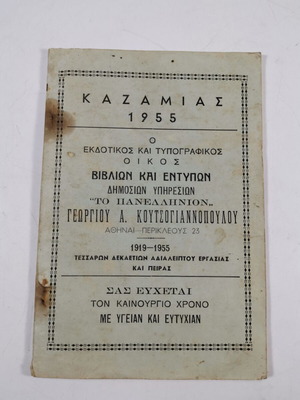 ΚΑΖΑΜΙΑΣ
1955
Ο
ΕΚΔΟΤΙΚΟΣ ΚΑΙ ΤΥΠΟΓΡΑΦΙΚΟΣ
ΟΙΚΟΣ
ΒΙΒΛΙΩΝ ΚΑΙ ΕΝΤΥΠΩΝ
ΔΗΜΟΣΙΩΝ ΥΠΗΡΕΣΙΩΝ
"ΤΟ ΠΑΝΕΛΛΗΝΙΟΝ„
ΓΕΩΡΓΙΟΥ Α. ΚΟΥΤΣΟΓΙΑΝΝΟΠΟΥΛΟΥ
ΑΘΗΝΑΙ—ΠΕΡΙΚΛΕΟΥΣ 23
1919—1955
ΤΕΣΣΑΡΩΝ ΔΕΚΑΕΤΙΩΝ ΑΔΙΑΛΕΙΠΤΟΥ ΕΡΓΑΣΙΑΣ
ΚΑΙ ΠΕΙΡΑΣ
ΣΑΣ ΕΥΧΕΤΑΙ
ΤΟΝ ΚΑΙΝΟΥΡΓΙΟ ΧΡΟΝΟ
ΜΕ ΥΓΕΙΑΝ ΚΑΙ ΕΥΤΥΧΙΑΝ